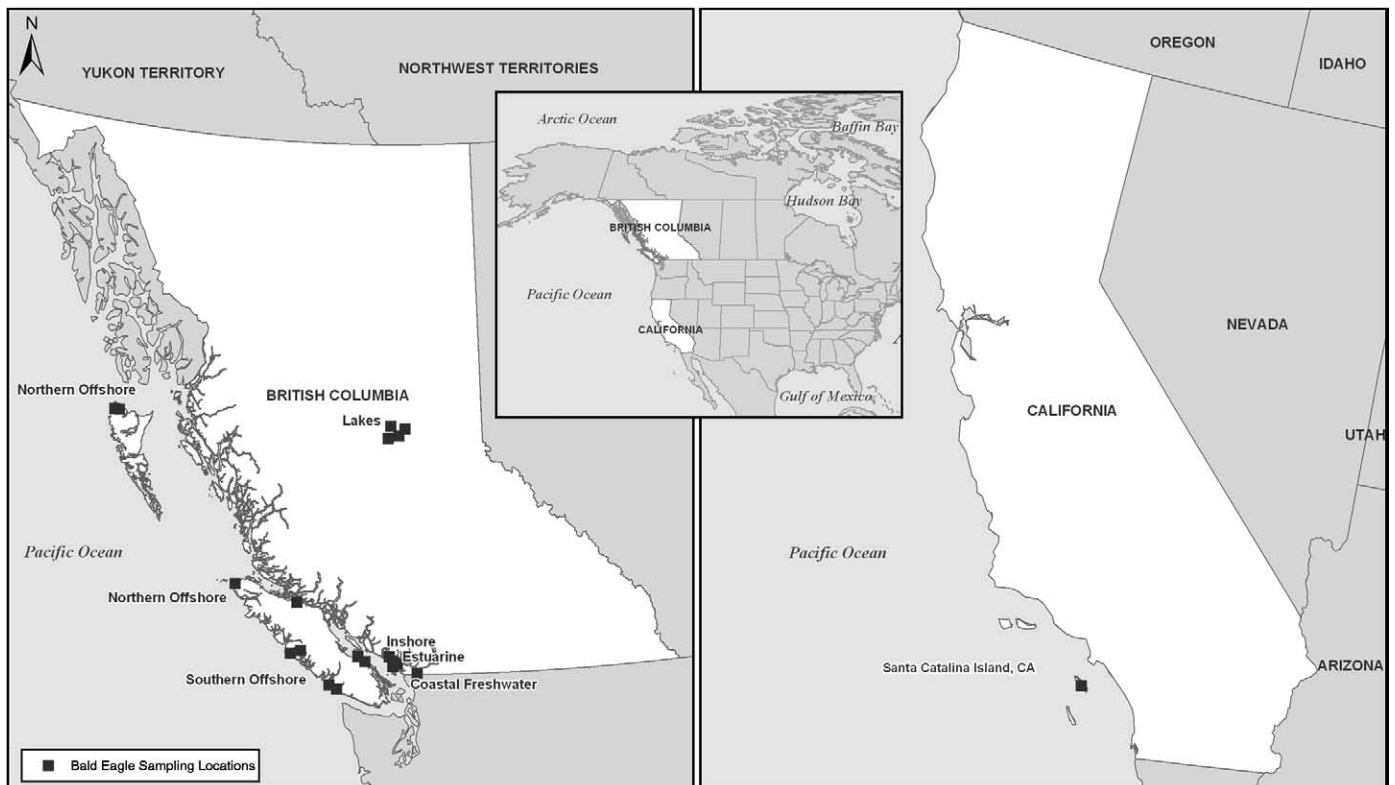 N
YUKON TERRITORY
NORTHWEST TERRITORIES
Northern Offshore
BRITISH COLUMBIA
Lakes
Pacific Ocean
Northern Offshore
Inshore
Estuarine
Southern Offshore
Coastal Freshwater
Bald Eagle Sampling Locations
Arctic Ocean
Baffin Bay
Hudson Bay
BRITISH COLUMBIA
Pacific Ocean
CALIFORNIA
Gulf of Mexico
OREGON
IDAHO
NEVADA
CALIFORNIA
UTAH
Pacific Ocean
Santa Catalina Island, CA
ARIZONA